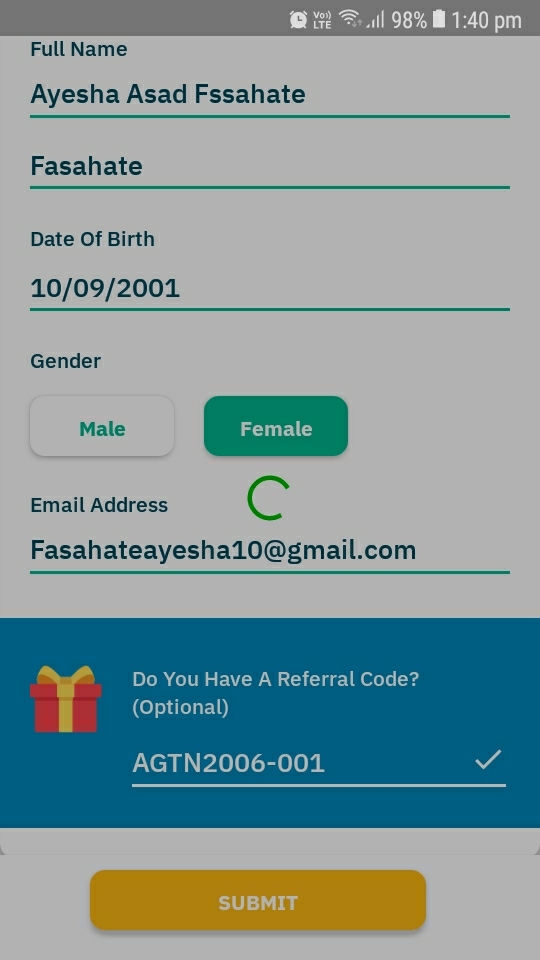 Vo)) LTE 98% 1:40 pm
Full Name
Ayesha Asad Fssahate
Fasahate
Date Of Birth
10/09/2001
Gender
Male Female
Email Address
Fasahateayesha10@gmail.com
Do You Have A Referral Code?
(Optional)
AGTN2006-001
SUBMIT